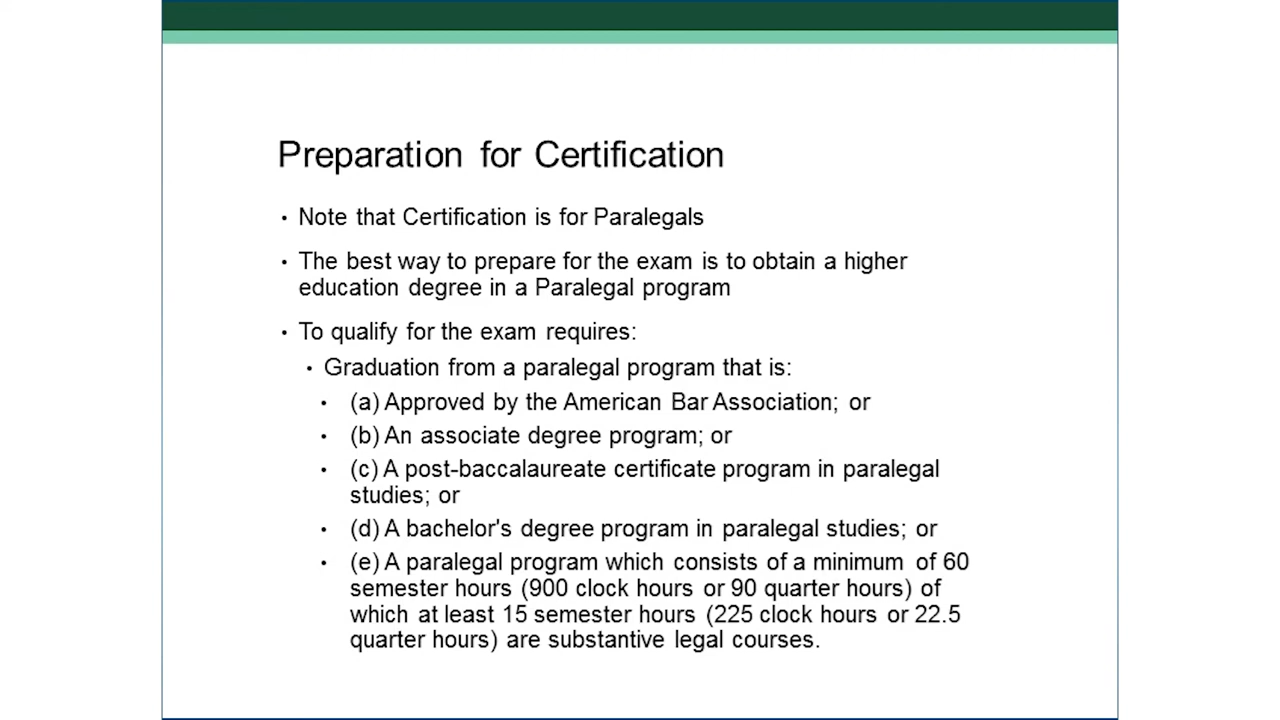 Preparation for Certification
• Note that Certification is for Paralegals
• The best way to prepare for the exam is to obtain a higher
education degree in a Paralegal program
• To qualify for the exam requires:
• Graduation from a paralegal program that is:
• (a) Approved by the American Bar Association; or
• (b) An associate degree program; or
• (c) A post-baccalaureate certificate program in paralegal
studies; or
• (d) A bachelor's degree program in paralegal studies; or
• (e) A paralegal program which consists of a minimum of 60
semester hours (900 clock hours or 90 quarter hours) of
which at least 15 semester hours (225 clock hours or 22.5
quarter hours) are substantive legal courses.